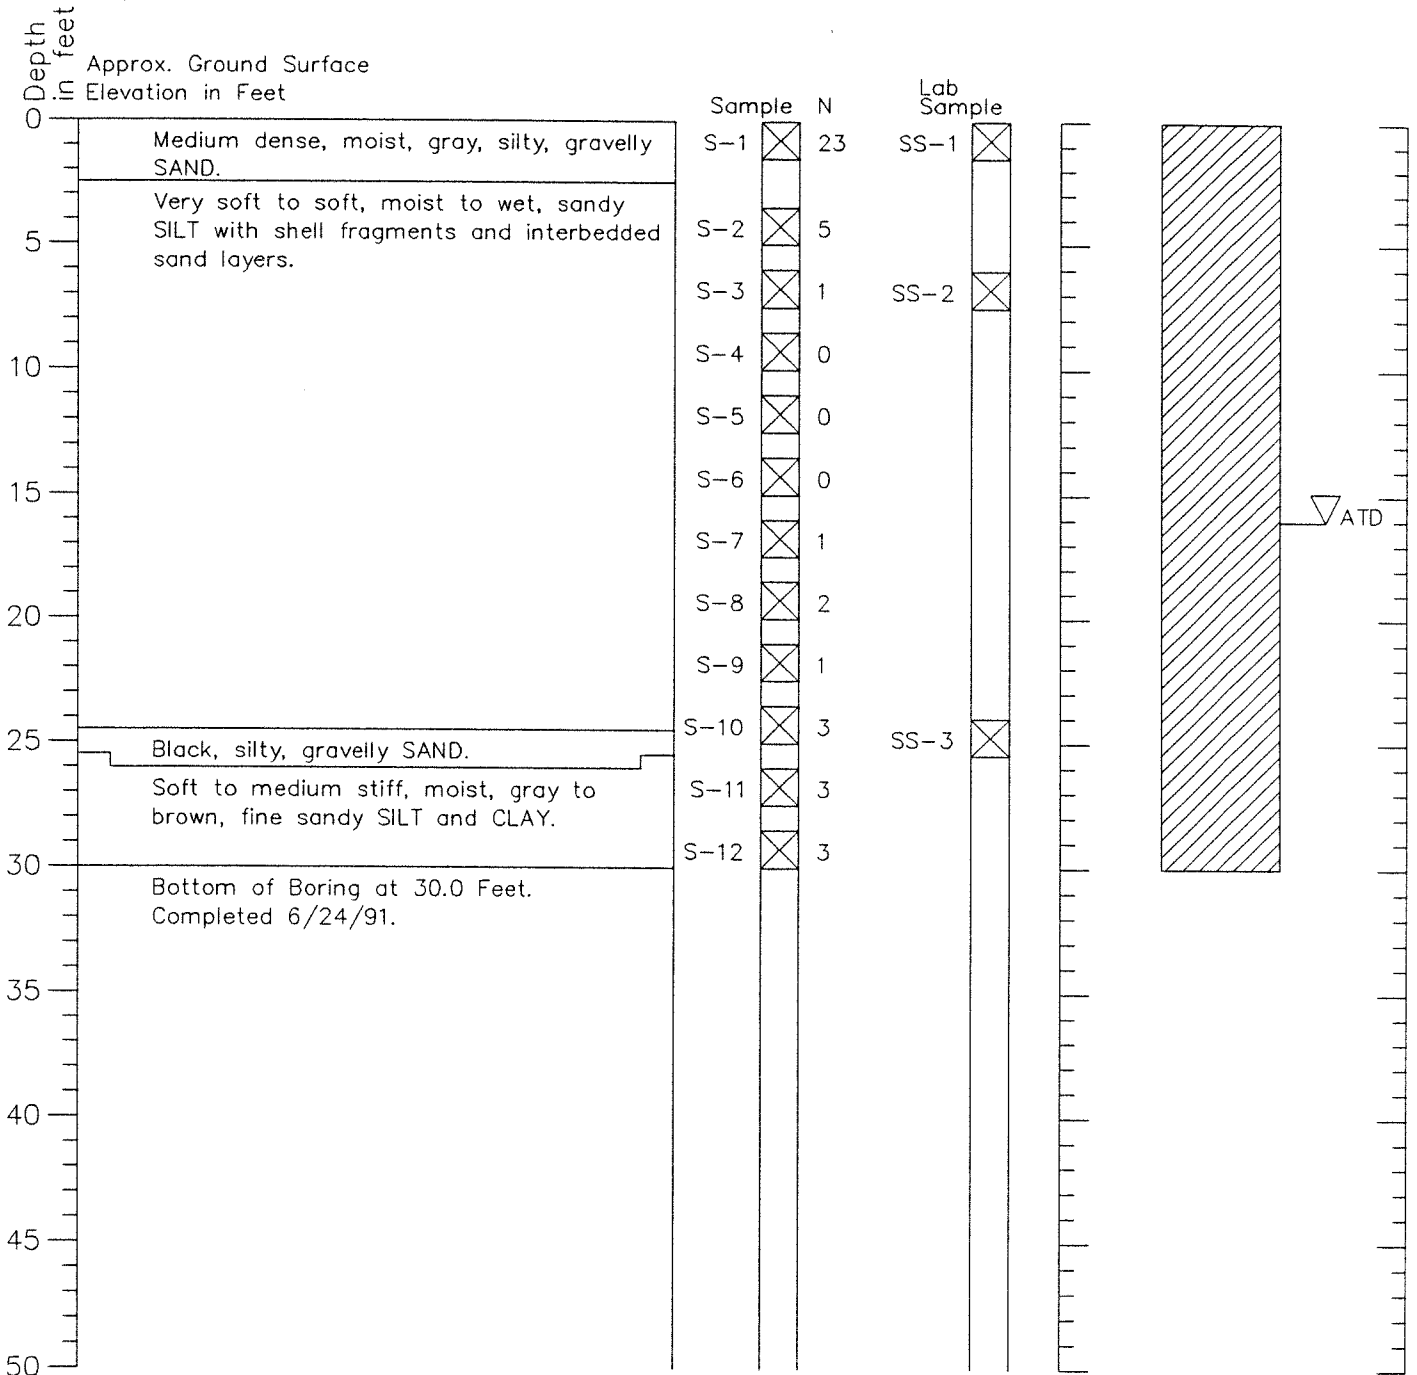 Depth
in feet
Approx. Ground Surface
Elevation in Feet
Sample N
Lab
Sample
0
Medium dense, moist, gray, silty, gravelly
SAND.
S-1 23 SS-1
Very soft to soft, moist to wet, sandy
SILT with shell fragments and interbedded
sand layers.
S-2 5
5
S-3 1 SS-2
S-4 0
10
S-5 0
S-6 0
15
ATD
S-7 1
S-8 2
20
S-9 1
S-10 3
25
Black, silty, gravelly SAND.
SS-3
Soft to medium stiff, moist, gray to
brown, fine sandy SILT and CLAY.
S-11 3
S-12 3
30
Bottom of Boring at 30.0 Feet.
Completed 6/24/91.
35
40
45
50